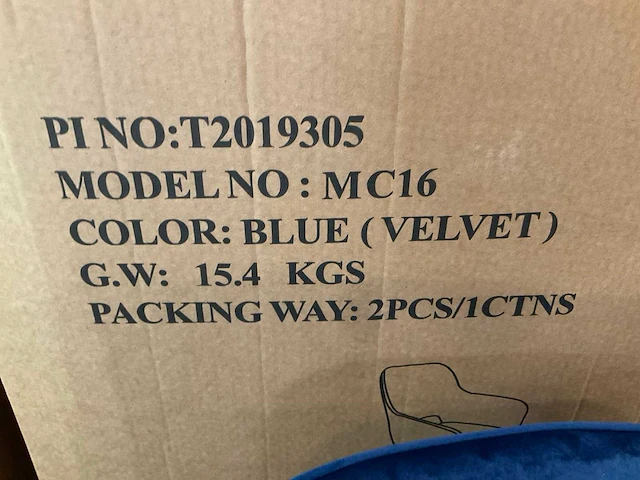 PI NO:T2019305
MODEL NO : MC16
COLOR: BLUE ( VELVET )
G.W: 15.4 KGS
PACKING WAY: 2PCS/1CTNS